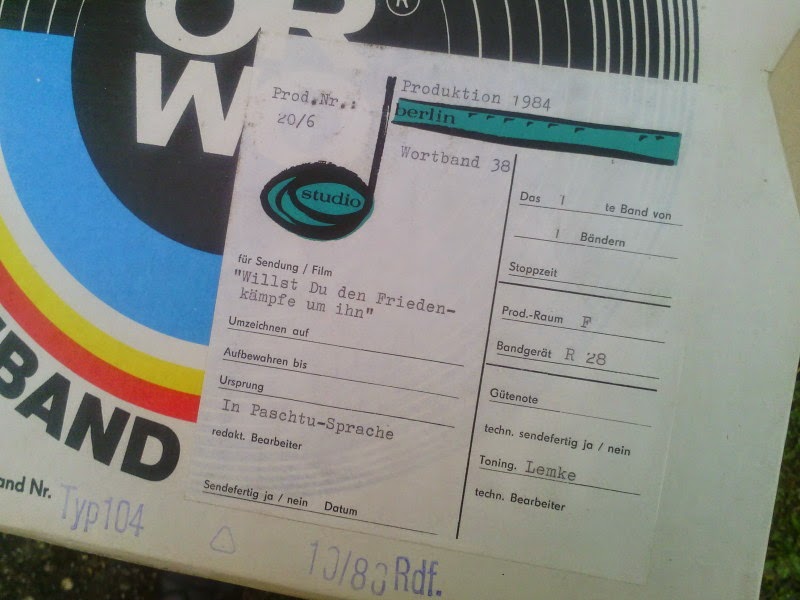 OR
WO
®
Prod.Nr.:
20/6
Produktion 1984
berlin
Wortband 38
studio
Das 1 te Band von
1 Bändern
Stoppzeit
für Sendung / Film
"Willst Du den Frieden-
kämpfe um ihn"
Umzeichen auf
Aufbewahren bis
Ursprung
In Paschtu-Sprache
redakt. Bearbeiter
Sendefertig ja / nein Datum
Prod.-Raum F
Bandgerät R 28
Gütenote
techn. sendefertig ja / nein
Toning. Lemke
techn. Bearbeiter
BAND
and Nr. Typ104
10/83 Rdf.